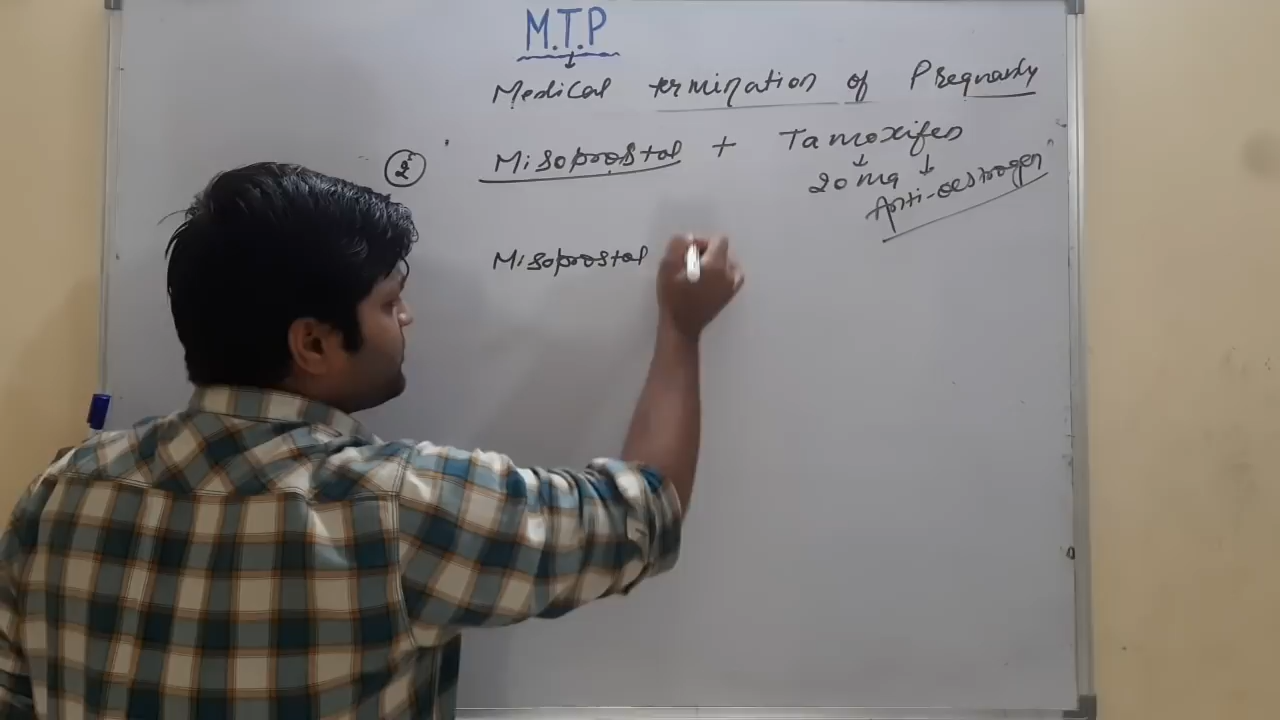 M.T.P
Medical termination of Pregnancy
2 Misoprostol + Tamoxifen
20mg Anti-oestrogen
Misoprostol